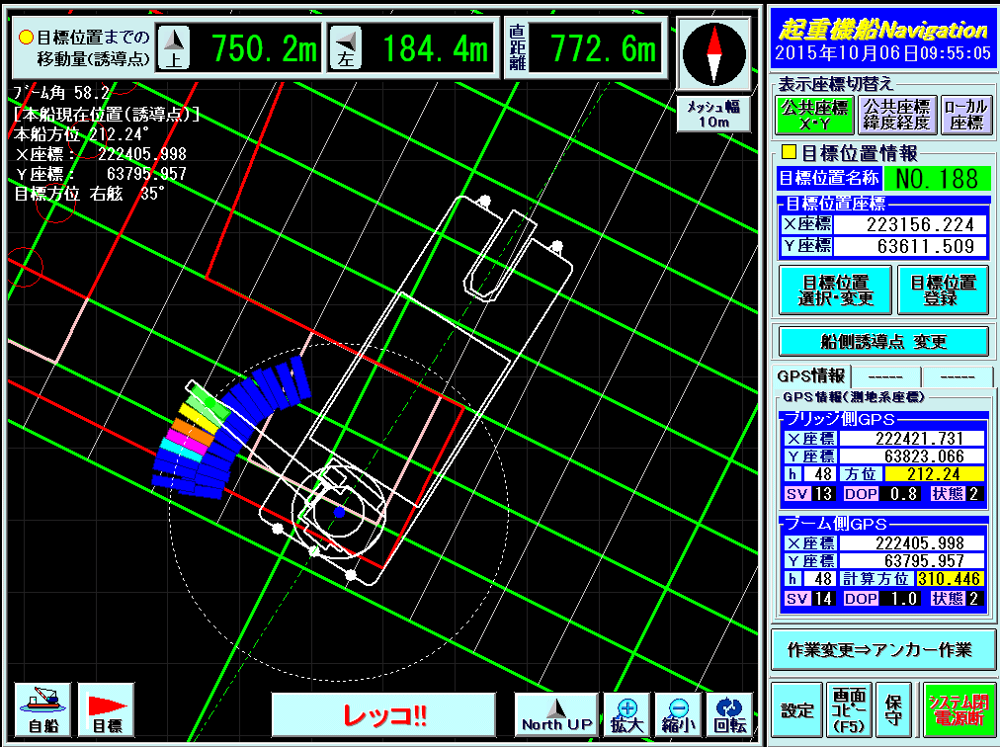 目標位置までの
移動量(誘導点)
上
750.2m
左
184.4m
直距離
772.6m
メッシュ幅
10m
ブーム角 58.2
[本船現在位置(誘導点)]
本船方位 212.24°
X座標: 222405.998
Y座標: 63795.957
目標方位 右舷 35°
起重機船Navigation
2015年10月06日09:55:05
表示座標切替え
公共座標
X・Y
公共座標
緯度経度
ローカル
座標
目標位置情報
目標位置名称 NO.188
目標位置座標
X座標 223156.224
Y座標 63611.509
目標位置
選択・変更
目標位置
登録
船側誘導点 変更
GPS情報 ----- -----
GPS情報(測地系座標)
ブリッジ側GPS
X座標 222421.731
Y座標 63823.066
h 48 方位 212.24
SV 13 DOP 0.8 状態 2
ブーム側GPS
X座標 222405.998
Y座標 63795.957
h 48 計算方位 310.446
SV 14 DOP 1.0 状態 2
作業変更⇒アンカー作業
設定
画面
コピー
(F5)
保守
システム閉
電源断
自船
目標
レッコ!!
North UP
拡大
縮小
回転